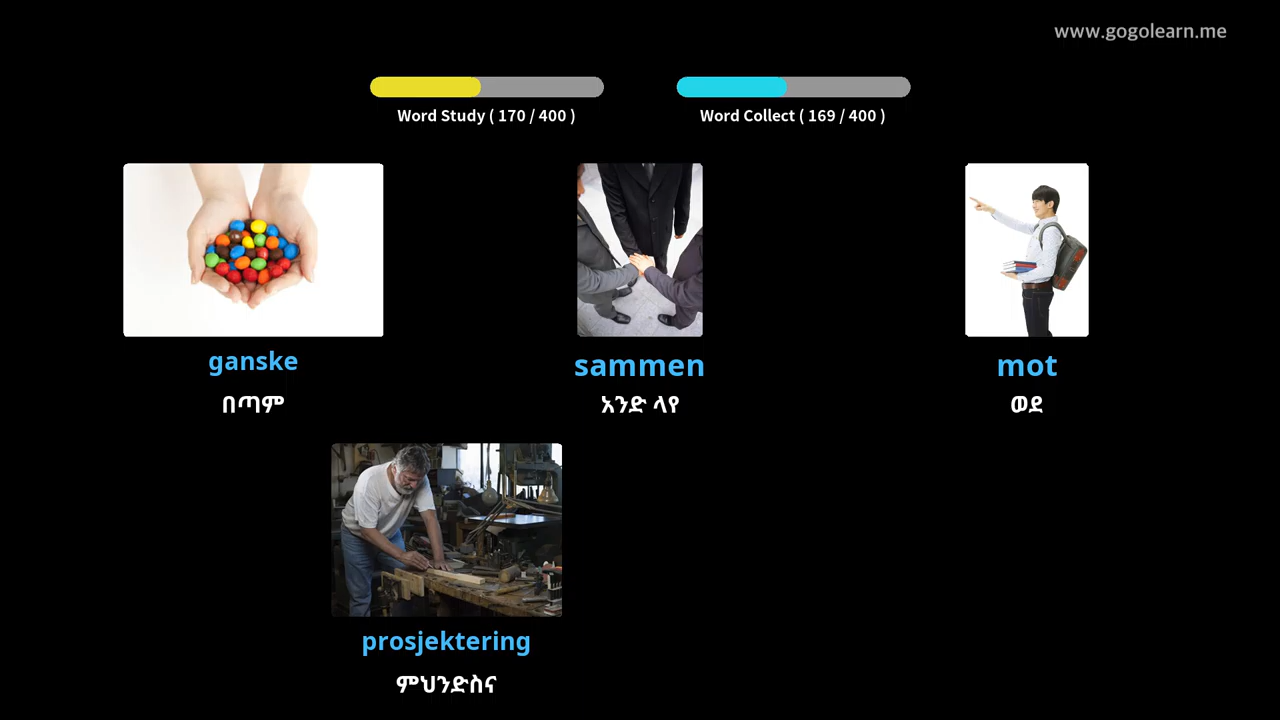 www.gogolearn.me
Word Study ( 170 / 400 )
Word Collect ( 169 / 400 )
ganske
በጣም
sammen
አንድ ላየ
mot
ወደ
prosjektering
ምህንድስና